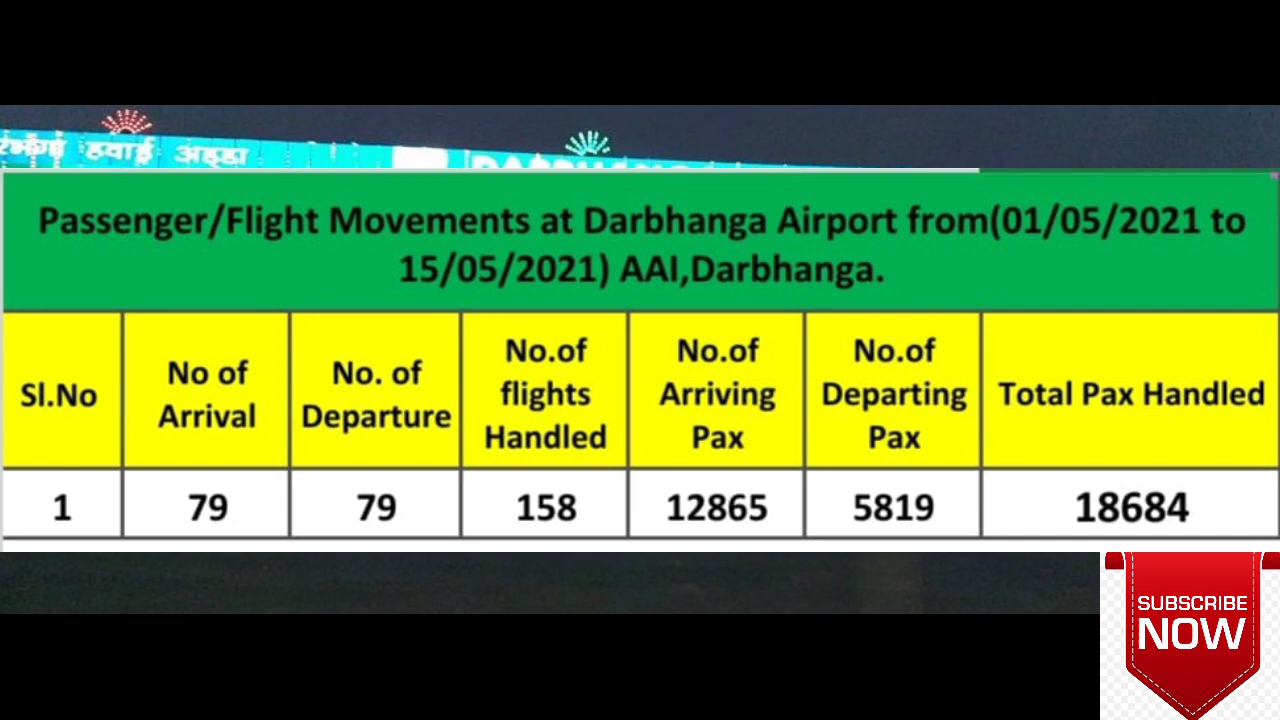 हवाई अड्डा
Passenger/Flight Movements at Darbhanga Airport from(01/05/2021 to
15/05/2021) AAI,Darbhanga.
Sl.No
No of
Arrival
No. of
Departure
No.of
flights
Handled
No.of
Arriving
Pax
No.of
Departing
Pax
Total Pax Handled
1
79
79
158
12865
5819
18684
SUBSCRIBE
NOW